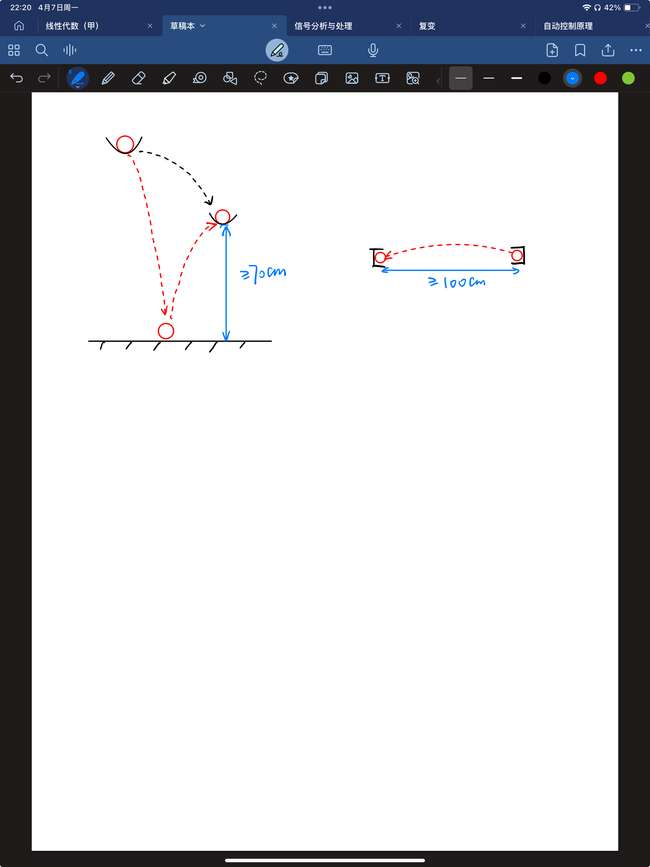 22:20 4月7日周一
42%
线性代数（甲）
草稿本
信号分析与处理
复变
自动控制原理
≥70cm
≥100cm